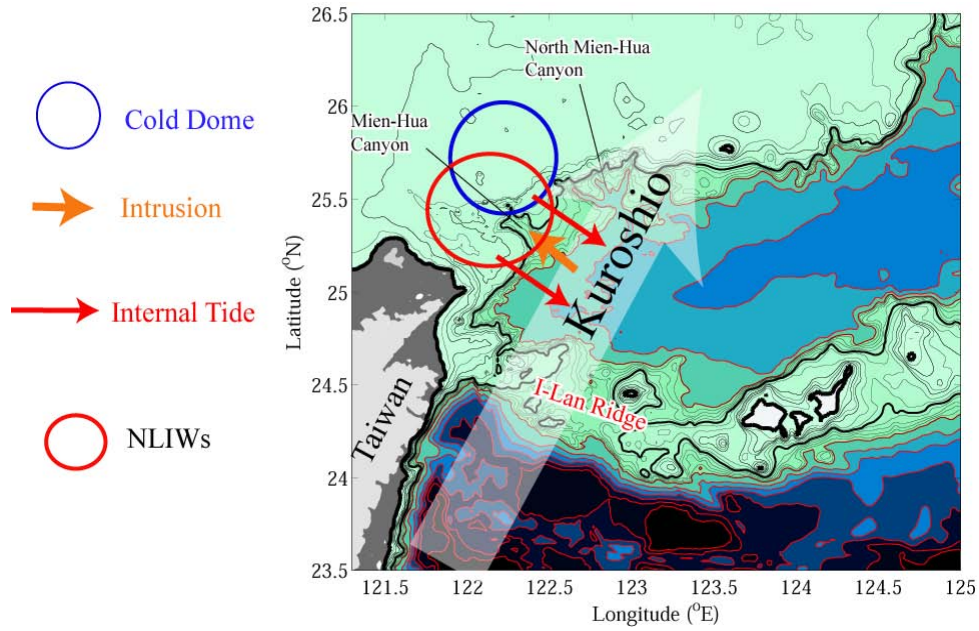 Cold Dome
Intrusion
Internal Tide
NLIWs
26.5
26
25.5
25
24.5
24
23.5
Latitude (°N)
North Mien-Hua
Canyon
Mien-Hua
Canyon
Kuroshio
I-Lan Ridge
Taiwan
121.5
122
122.5
123
123.5
124
124.5
125
Longitude (°E)